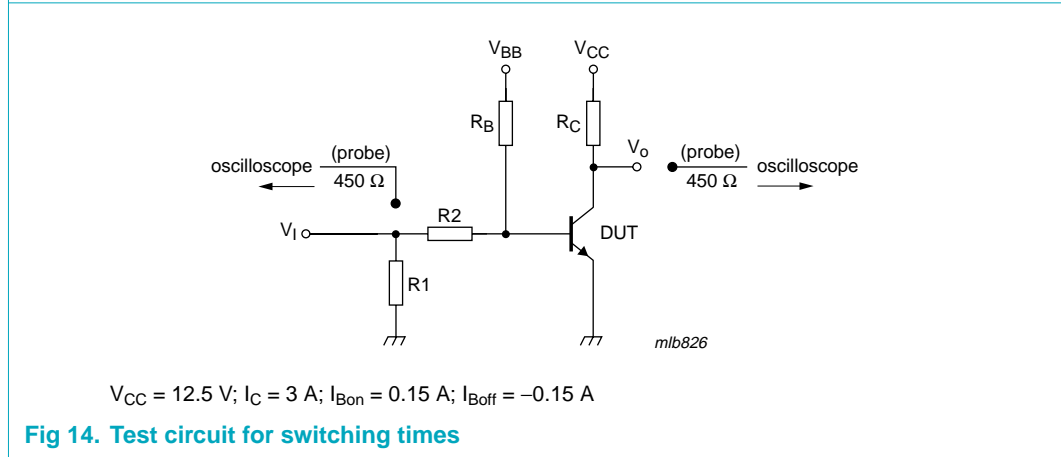 VBB
VCC
RB
RC
Vo
(probe)
450 Ω
oscilloscope
(probe)
450 Ω
oscilloscope
R2
VI
DUT
R1
mlb826
VCC = 12.5 V; IC = 3 A; IBon = 0.15 A; IBoff = −0.15 A
Fig 14. Test circuit for switching times